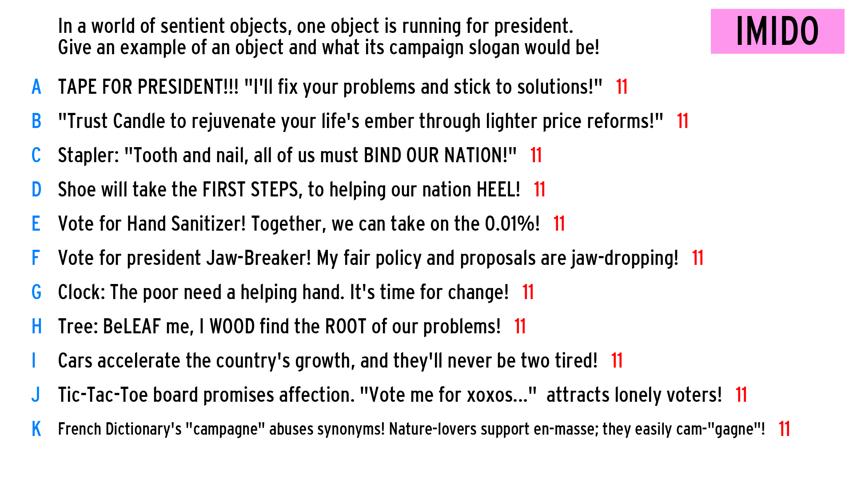 In a world of sentient objects, one object is running for president.
Give an example of an object and what its campaign slogan would be!
IMIDO
A TAPE FOR PRESIDENT!!! "I'll fix your problems and stick to solutions!" 11
B "Trust Candle to rejuvenate your life's ember through lighter price reforms!" 11
C Stapler: "Tooth and nail, all of us must BIND OUR NATION!" 11
D Shoe will take the FIRST STEPS, to helping our nation HEEL! 11
E Vote for Hand Sanitizer! Together, we can take on the 0.01%! 11
F Vote for president Jaw-Breaker! My fair policy and proposals are jaw-dropping! 11
G Clock: The poor need a helping hand. It's time for change! 11
H Tree: BeLEAF me, I WOOD find the ROOT of our problems! 11
I Cars accelerate the country's growth, and they'll never be two tired! 11
J Tic-Tac-Toe board promises affection. "Vote me for xoxos..." attracts lonely voters! 11
K French Dictionary's "campagne" abuses synonyms! Nature-lovers support en-masse; they easily cam-"gagne"! 11